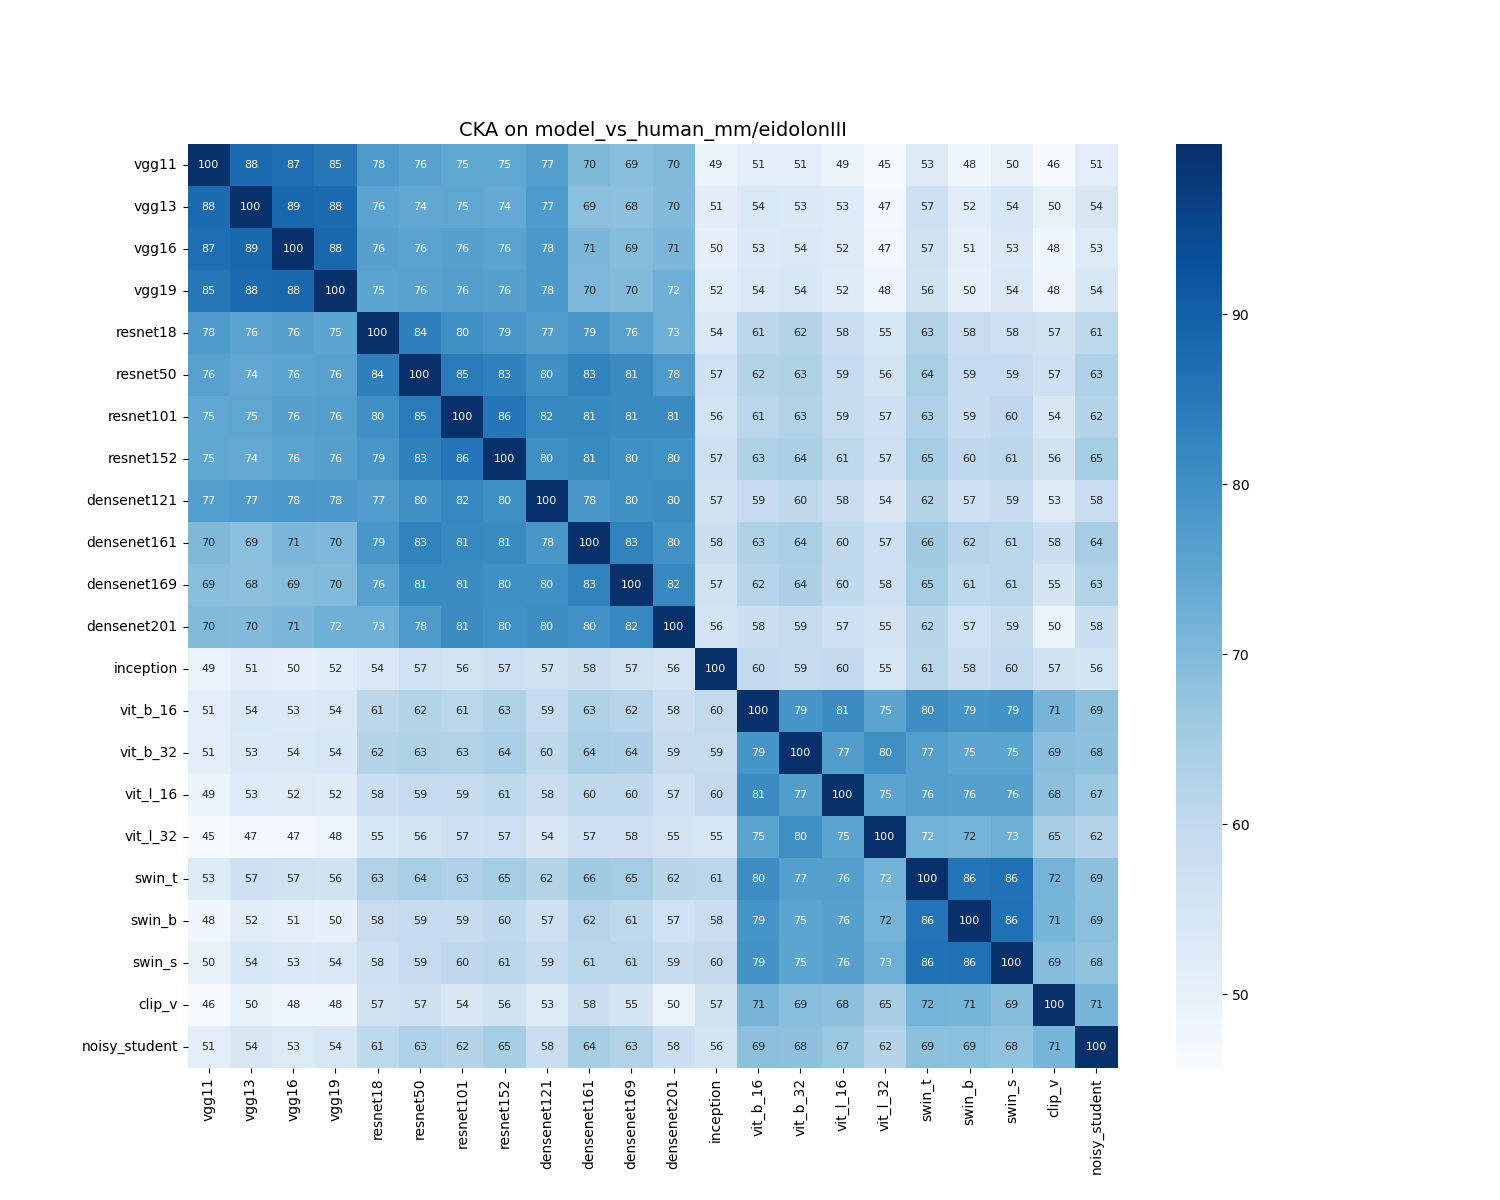 CKA on model_vs_human_mm/eidolonIII
vgg11 100 88 87 85 78 76 75 75 77 70 69 70 49 51 51 49 45 53 48 50 46 51
vgg13 88 100 89 88 76 74 75 74 77 69 68 70 51 54 53 53 47 57 52 54 50 54
vgg16 87 89 100 88 76 76 76 76 78 71 69 71 50 53 54 52 47 57 51 53 48 53
vgg19 85 88 88 100 75 76 76 76 78 70 70 72 52 54 54 52 48 56 50 54 48 54
resnet18 78 76 76 75 100 84 80 79 77 79 76 73 54 61 62 58 55 63 58 58 57 61
resnet50 76 74 76 76 84 100 85 83 80 83 81 78 57 62 63 59 56 64 59 59 57 63
resnet101 75 75 76 76 80 85 100 86 82 81 81 81 56 61 63 59 57 63 59 60 54 62
resnet152 75 74 76 76 79 83 86 100 80 81 80 80 57 63 64 61 57 65 60 61 56 65
densenet121 77 77 78 78 77 80 82 80 100 78 80 80 57 59 60 58 54 62 57 59 53 58
densenet161 70 69 71 70 79 83 81 81 78 100 83 80 58 63 64 60 57 66 62 61 58 64
densenet169 69 68 69 70 76 81 81 80 80 83 100 82 57 62 64 60 58 65 61 61 55 63
densenet201 70 70 71 72 73 78 81 80 80 80 82 100 56 58 59 57 55 62 57 59 50 58
inception 49 51 50 52 54 57 56 57 57 58 57 56 100 60 59 60 55 61 58 60 57 56
vit_b_16 51 54 53 54 61 62 61 63 59 63 62 58 60 100 79 81 75 80 79 79 71 69
vit_b_32 51 53 54 54 62 63 63 64 60 64 64 59 59 79 100 77 80 77 75 75 69 68
vit_l_16 49 53 52 52 58 59 59 61 58 60 60 57 60 81 77 100 75 76 76 76 68 67
vit_l_32 45 47 47 48 55 56 57 57 54 57 58 55 55 75 80 75 100 72 72 73 65 62
swin_t 53 57 57 56 63 64 63 65 62 66 65 62 61 80 77 76 72 100 86 86 72 69
swin_b 48 52 51 50 58 59 59 60 57 62 61 57 58 79 75 76 72 86 100 86 71 69
swin_s 50 54 53 54 58 59 60 61 59 61 61 59 60 79 75 76 73 86 86 100 69 68
clip_v 46 50 48 48 57 57 54 56 53 58 55 50 57 71 69 68 65 72 71 69 100 71
noisy_student 51 54 53 54 61 63 62 65 58 64 63 58 56 69 68 67 62 69 69 68 71 100
vgg11 vgg13 vgg16 vgg19 resnet18 resnet50 resnet101 resnet152 densenet121 densenet161 densenet169 densenet201 inception vit_b_16 vit_b_32 vit_l_16 vit_l_32 swin_t swin_b swin_s clip_v noisy_student
90
80
70
60
50